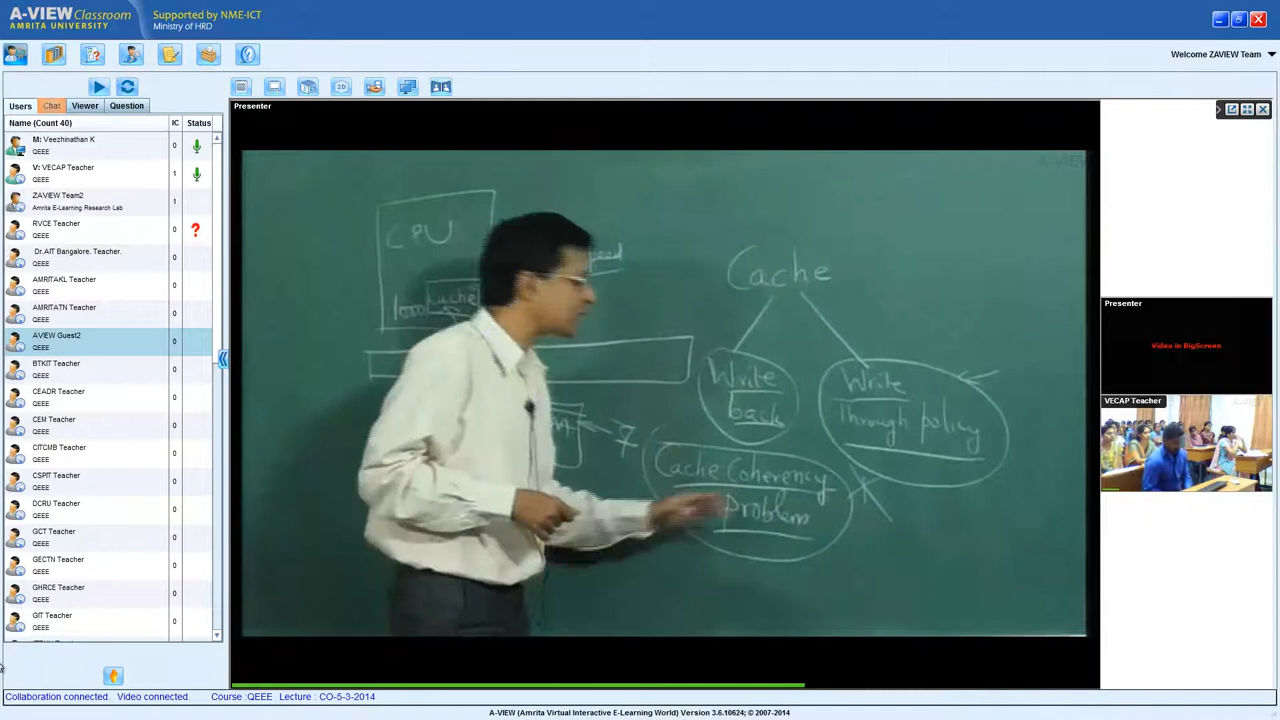 A-VIEW Classroom
AMRITA UNIVERSITY
Supported by NME-ICT
Ministry of HRD
Welcome ZAVIEW Team
2D
Users Chat Viewer Question
Name (Count 40) IC Status
M: Veezhinathan K 0
QEEE
V: VECAP Teacher 1
QEEE
ZAVIEW Team2 1
Amrita E-Learning Research Lab
RVCE Teacher 0 ?
QEEE
Dr.AIT Bangalore. Teacher. 0
QEEE
AMRITAKL Teacher 0
QEEE
AMRITATN Teacher 0
QEEE
AVIEW Guest2 0
QEEE
BTKIT Teacher 0
QEEE
CEADR Teacher 0
QEEE
CEM Teacher 0
QEEE
CITCMB Teacher 0
QEEE
CSPIT Teacher 0
QEEE
DCRU Teacher 0
QEEE
GCT Teacher 0
QEEE
GECTN Teacher 0
QEEE
GHRCE Teacher 0
QEEE
GIT Teacher 0
QEEE
Presenter
A-VIEW
CPU
1000 Cache
Cache
Write
back
Write
Through policy
7
Cache Coherency
Problem
Presenter
Video in BigScreen
VECAP Teacher
Collaboration connected. Video connected. Course :QEEE Lecture : CO-5-3-2014
A-VIEW (Amrita Virtual Interactive E-Learning World) Version 3.6.10624; © 2007-2014